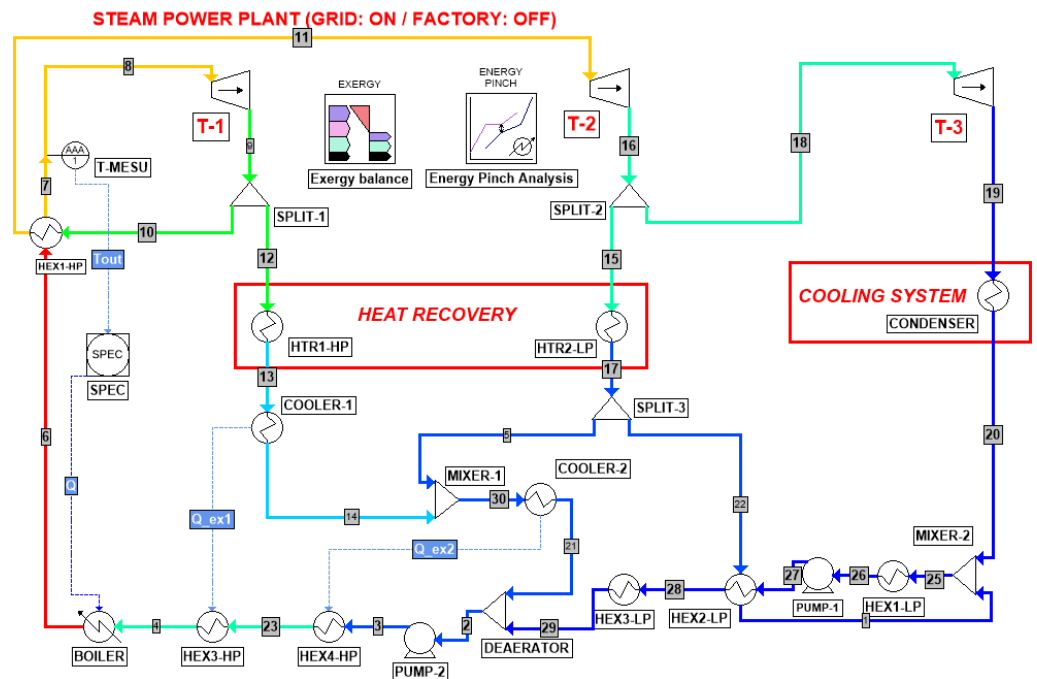 STEAM POWER PLANT (GRID: ON / FACTORY: OFF)
11
8
T-1
9
EXERGY
Exergy balance
ENERGY
PINCH
Energy Pinch Analysis
T-2
16
18
T-3
AAA
1
T-MESU
7
10
HEX1-HP
SPLIT-1
SPLIT-2
19
Tout
12
15
HEAT RECOVERY
HTR1-HP
HTR2-LP
COOLING SYSTEM
CONDENSER
SPEC
SPEC
13
17
COOLER-1
SPLIT-3
6
5
20
MIXER-1
COOLER-2
Q
30
22
14
Q_ex1
Q_ex2
21
MIXER-2
27
26
25
PUMP-1
HEX1-LP
28
HEX3-LP
HEX2-LP
1
4
23
3
2
29
BOILER
HEX3-HP
HEX4-HP
PUMP-2
DEAERATOR